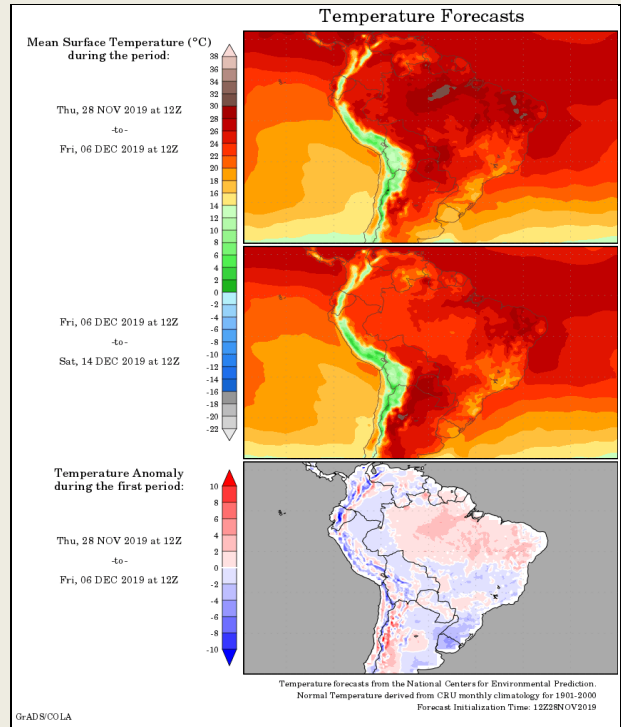 Temperature Forecasts
Mean Surface Temperature (°C)
during the period:
Thu, 28 NOV 2019 at 12Z
-to-
Fri, 06 DEC 2019 at 12Z
38
36
34
32
30
28
26
24
22
20
18
16
14
12
10
8
6
4
2
0
-2
-4
-6
-8
-10
-12
-14
-16
-18
-20
-22
Fri, 06 DEC 2019 at 12Z
-to-
Sat, 14 DEC 2019 at 12Z
Temperature Anomaly
during the first period:
Thu, 28 NOV 2019 at 12Z
-to-
Fri, 06 DEC 2019 at 12Z
10
8
6
4
2
0
-2
-4
-6
-8
-10
Temperature forecasts from the National Centers for Environmental Prediction.
Normal Temperature derived from CRU monthly climatology for 1901-2000
Forecast Initialization Time: 12Z28NOV2019
GrADS/COLA